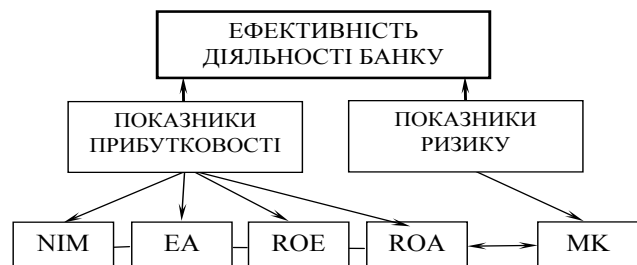 ЕФЕКТИВНІСТЬ
ДІЯЛЬНОСТІ БАНКУ
ПОКАЗНИКИ
ПРИБУТКОВОСТІ
ПОКАЗНИКИ
РИЗИКУ
NIM
EA
ROE
ROA
MK